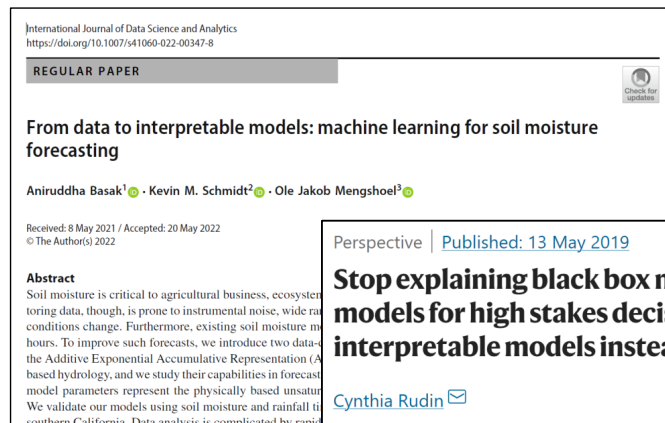 International Journal of Data Science and Analytics
https://doi.org/10.1007/s41060-022-00347-8
REGULAR PAPER
Check for
updates
From data to interpretable models: machine learning for soil moisture
forecasting
Aniruddha Basak1 · Kevin M. Schmidt2 · Ole Jakob Mengshoel3
Received: 8 May 2021 / Accepted: 20 May 2022
© The Author(s) 2022
Abstract
Soil moisture is critical to agricultural business, ecosystem
toring data, though, is prone to instrumental noise, wide ra
conditions change. Furthermore, existing soil moisture m
hours. To improve such forecasts, we introduce two data-
the Additive Exponential Accumulative Representation (A
based hydrology, and we study their capabilities in forecast
model parameters represent the physically based unsatur
We validate our models using soil moisture and rainfall ti
southern California. Data analysis is complicated by rapid
Perspective | Published: 13 May 2019
Stop explaining black box m
models for high stakes decis
interpretable models instea
Cynthia Rudin